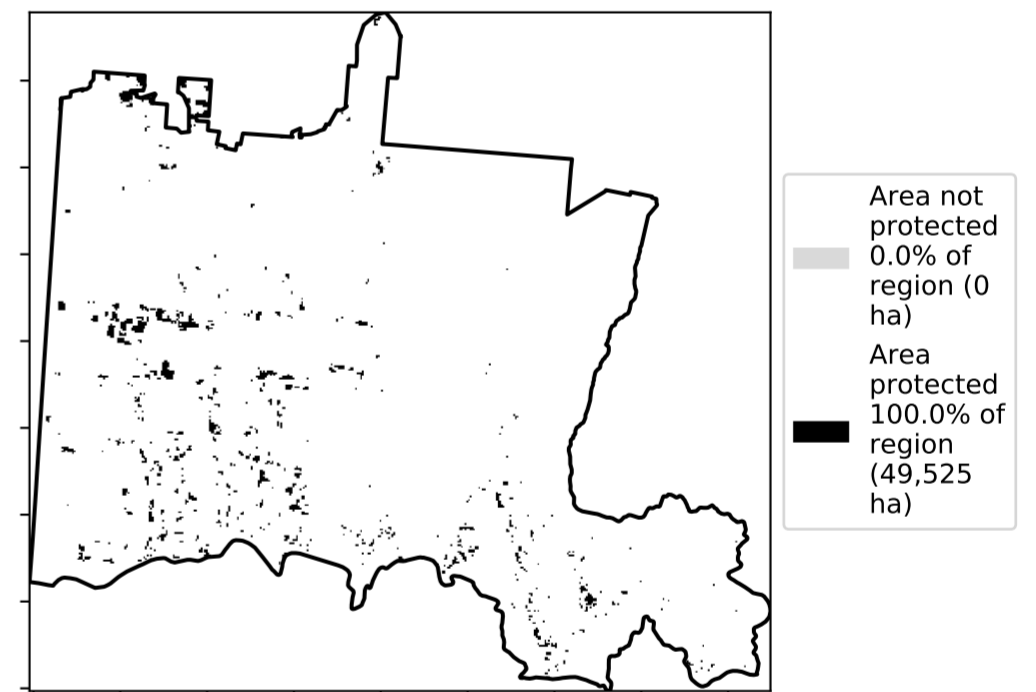 Area not
protected
0.0% of
region (0
ha)
Area
protected
100.0% of
region
(49,525
ha)